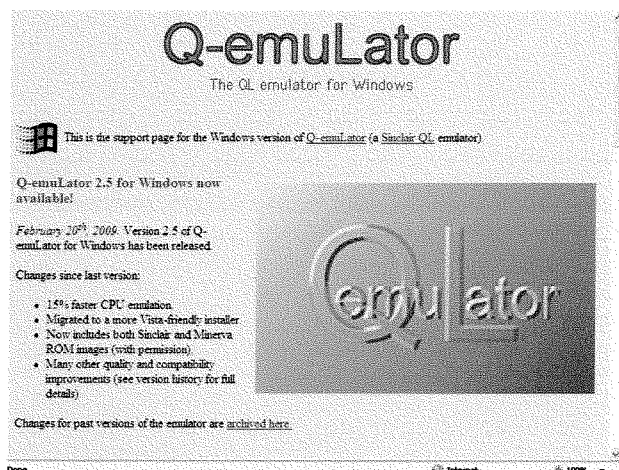 Q-emuLator
The QL emulator for Windows
This is the support page for the Windows version of Q-emuLator (a Sinclair QL emulator)
Q-emuLator 2.5 for Windows now
available!
February 20th, 2009. Version 2.5 of Q-
emuLator for Windows has been released.
Changes since last version:
15% faster CPU emulation
Migrated to a more Vista-friendly installer
Now includes both Sinclair and Minerva
ROM images (with permission)
Many other quality and compatibility
improvements (see version history for full
details)
QL
emulator
Changes for past versions of the emulator are archived here.
Done
Internet
100%